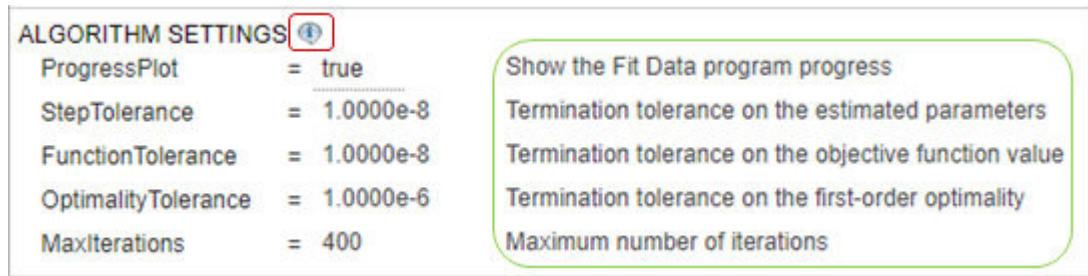 ALGORITHM SETTINGS
ProgressPlot = true Show the Fit Data program progress
StepTolerance = 1.0000e-8 Termination tolerance on the estimated parameters
FunctionTolerance = 1.0000e-8 Termination tolerance on the objective function value
OptimalityTolerance = 1.0000e-6 Termination tolerance on the first-order optimality
MaxIterations = 400 Maximum number of iterations